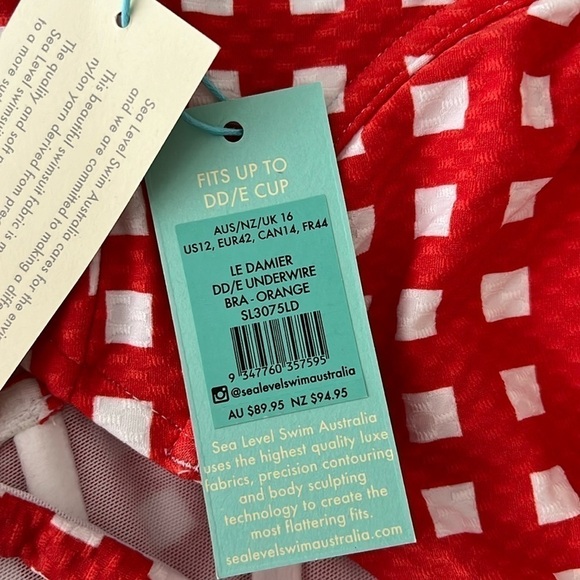 Sea Level Swim Australia cares for the envi
and we are committed to making a diffe
This beautiful swimsuit fabric is m
nylon yarn derived from pre-c
The quality and soft
Sea Level swimsuit
to a more sus
FITS UP TO
DD/E CUP
AUS/NZ/UK 16
US12, EUR42, CAN14, FR44
LE DAMIER
DD/E UNDERWIRE
BRA - ORANGE
SL3075LD
9 347760 357595
@sealevelswimaustralia
AU $89.95 NZ $94.95
Sea Level Swim Australia
uses the highest quality luxe
fabrics, precision contouring
and body sculpting
technology to create the
most flattering fits.
sealevelswimaustralia.com